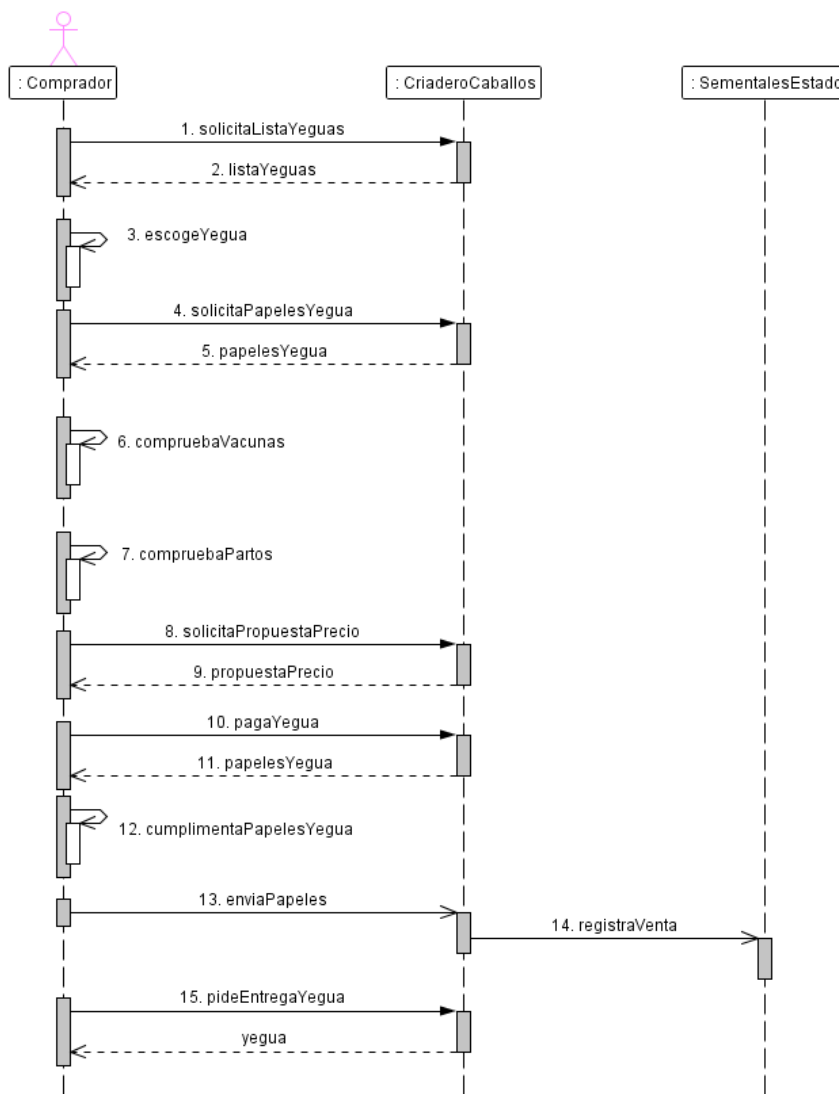 : Comprador
: CriaderoCaballos
: SementalesEstado
1. solicitaListaYeguas
2. listaYeguas
3. escogeYegua
4. solicitaPapelesYegua
5. papelesYegua
6. compruebaVacunas
7. compruebaPartos
8. solicitaPropuestaPrecio
9. propuestaPrecio
10. pagaYegua
11. papelesYegua
12. cumplimentaPapelesYegua
13. enviaPapeles
14. registraVenta
15. pideEntregaYegua
yegua